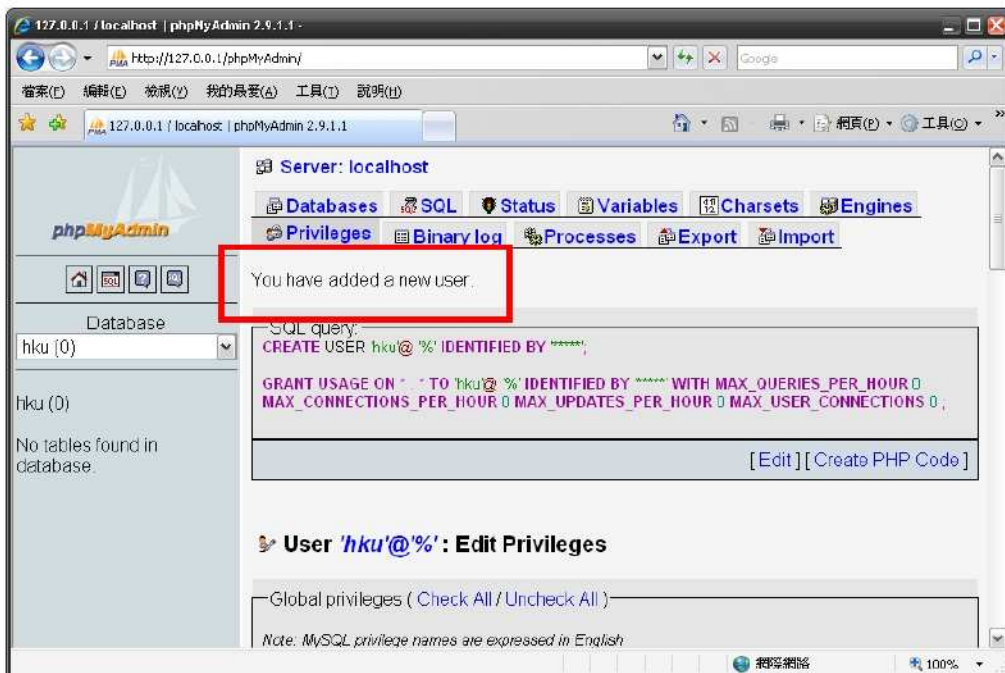 127.0.0.1 / localhost | phpMyAdmin 2.9.1.1 -
http://127.0.0.1/phpMyAdmin/
Google
檔案(F) 編輯(E) 檢視(V) 我的最愛(A) 工具(T) 說明(H)
127.0.0.1 / localhost | phpMyAdmin 2.9.1.1
網頁(P) 工具(O)
phpMyAdmin
Server: localhost
Databases SQL Status Variables Charsets Engines
Privileges Binary log Processes Export Import
You have added a new user.
Database
hku (0)
hku (0)
No tables found in
database.
SQL query:
CREATE USER 'hku'@ '%' IDENTIFIED BY '*****';
GRANT USAGE ON * . * TO 'hku'@ '%' IDENTIFIED BY '*****' WITH MAX_QUERIES_PER_HOUR 0
MAX_CONNECTIONS_PER_HOUR 0 MAX_UPDATES_PER_HOUR 0 MAX_USER_CONNECTIONS 0 ;
[ Edit ] [ Create PHP Code ]
User 'hku'@'%' : Edit Privileges
Global privileges ( Check All / Uncheck All )
Note: MySQL privilege names are expressed in English
網際網路 100%